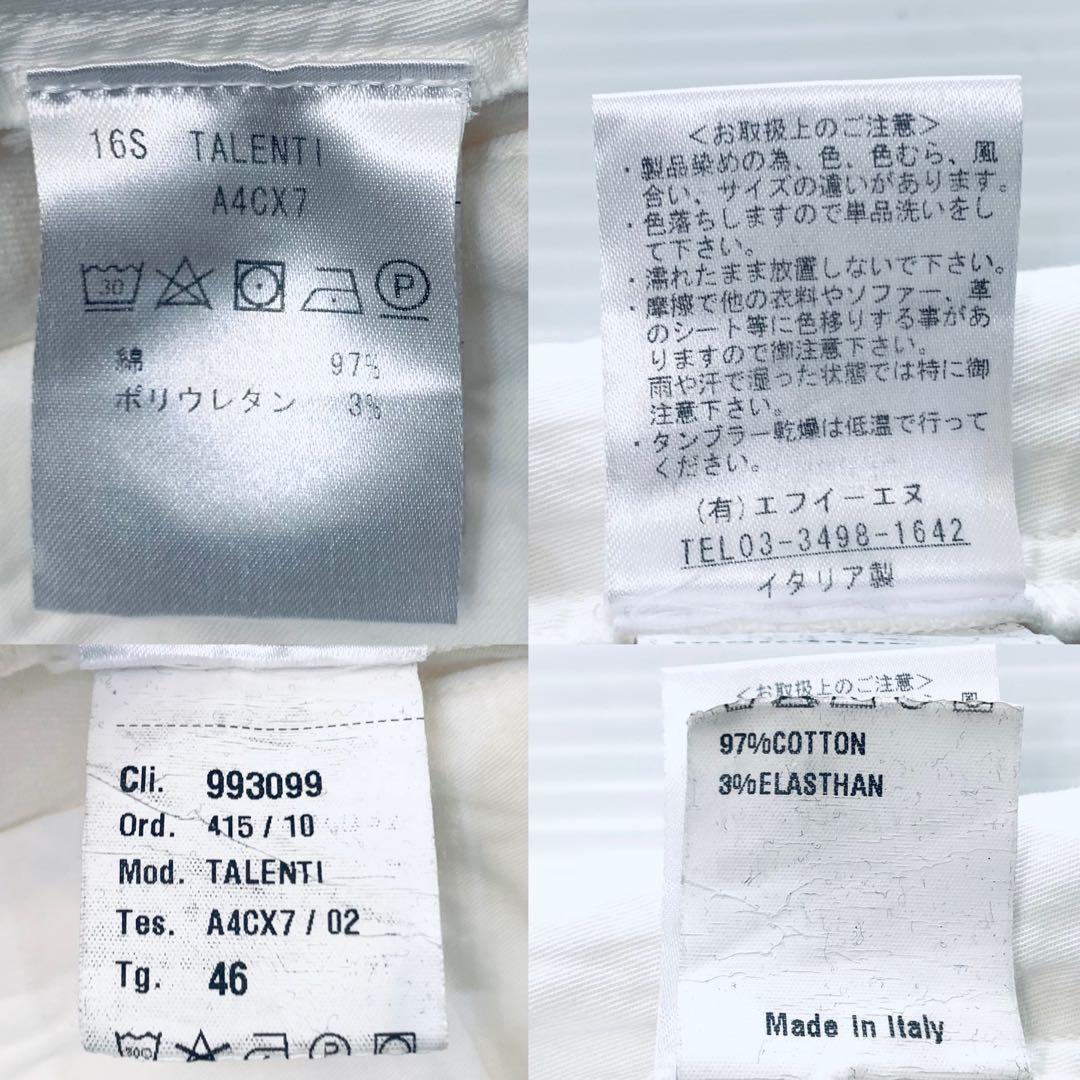 16S TALENTI
A4CX7
30
P
綿 97%
ポリウレタン 3%
＜お取扱上のご注意＞
・製品染めの為、色、色むら、風
合い、サイズの違いがあります。
・色落ちしますので単品洗いをし
て下さい。
・濡れたまま放置しないで下さい。
・摩擦で他の衣料やソファー、革
のシート等に色移りする事があ
りますので御注意下さい。
雨や汗で湿った状態では特に御
注意下さい。
・タンブラー乾燥は低温で行って
ください。
(有)エフイーエヌ
TEL03-3498-1642
イタリア製
Cli. 993099
Ord. 415 / 10
Mod. TALENTI
Tes. A4CX7 / 02
Tg. 46
P
＜お取扱上のご注意＞
97%COTTON
3%ELASTHAN
Made in Italy